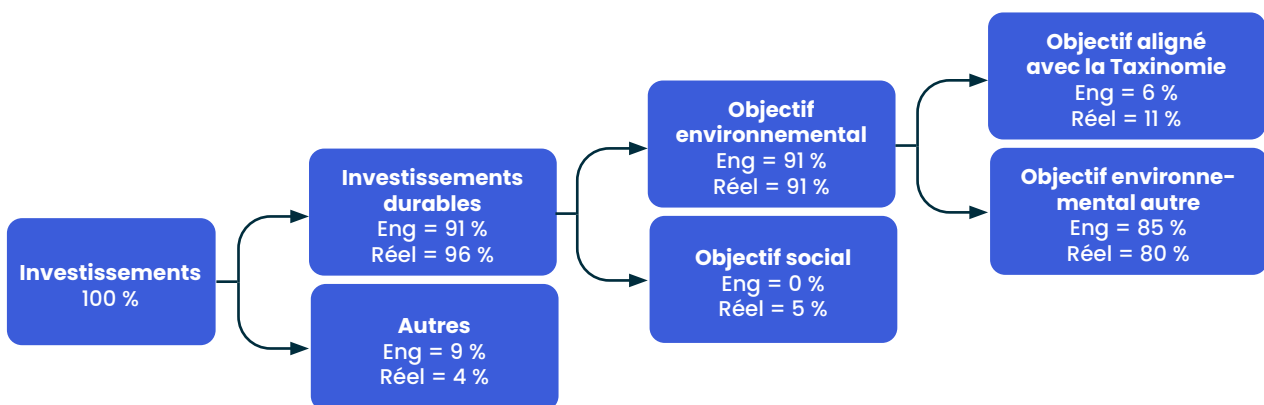 Investissements
100 %
Investissements
durables
Eng = 91 %
Réel = 96 %
Autres
Eng = 9 %
Réel = 4 %
Objectif
environnemental
Eng = 91 %
Réel = 91 %
Objectif social
Eng = 0 %
Réel = 5 %
Objectif aligné
avec la Taxinomie
Eng = 6 %
Réel = 11 %
Objectif environne-
mental autre
Eng = 85 %
Réel = 80 %